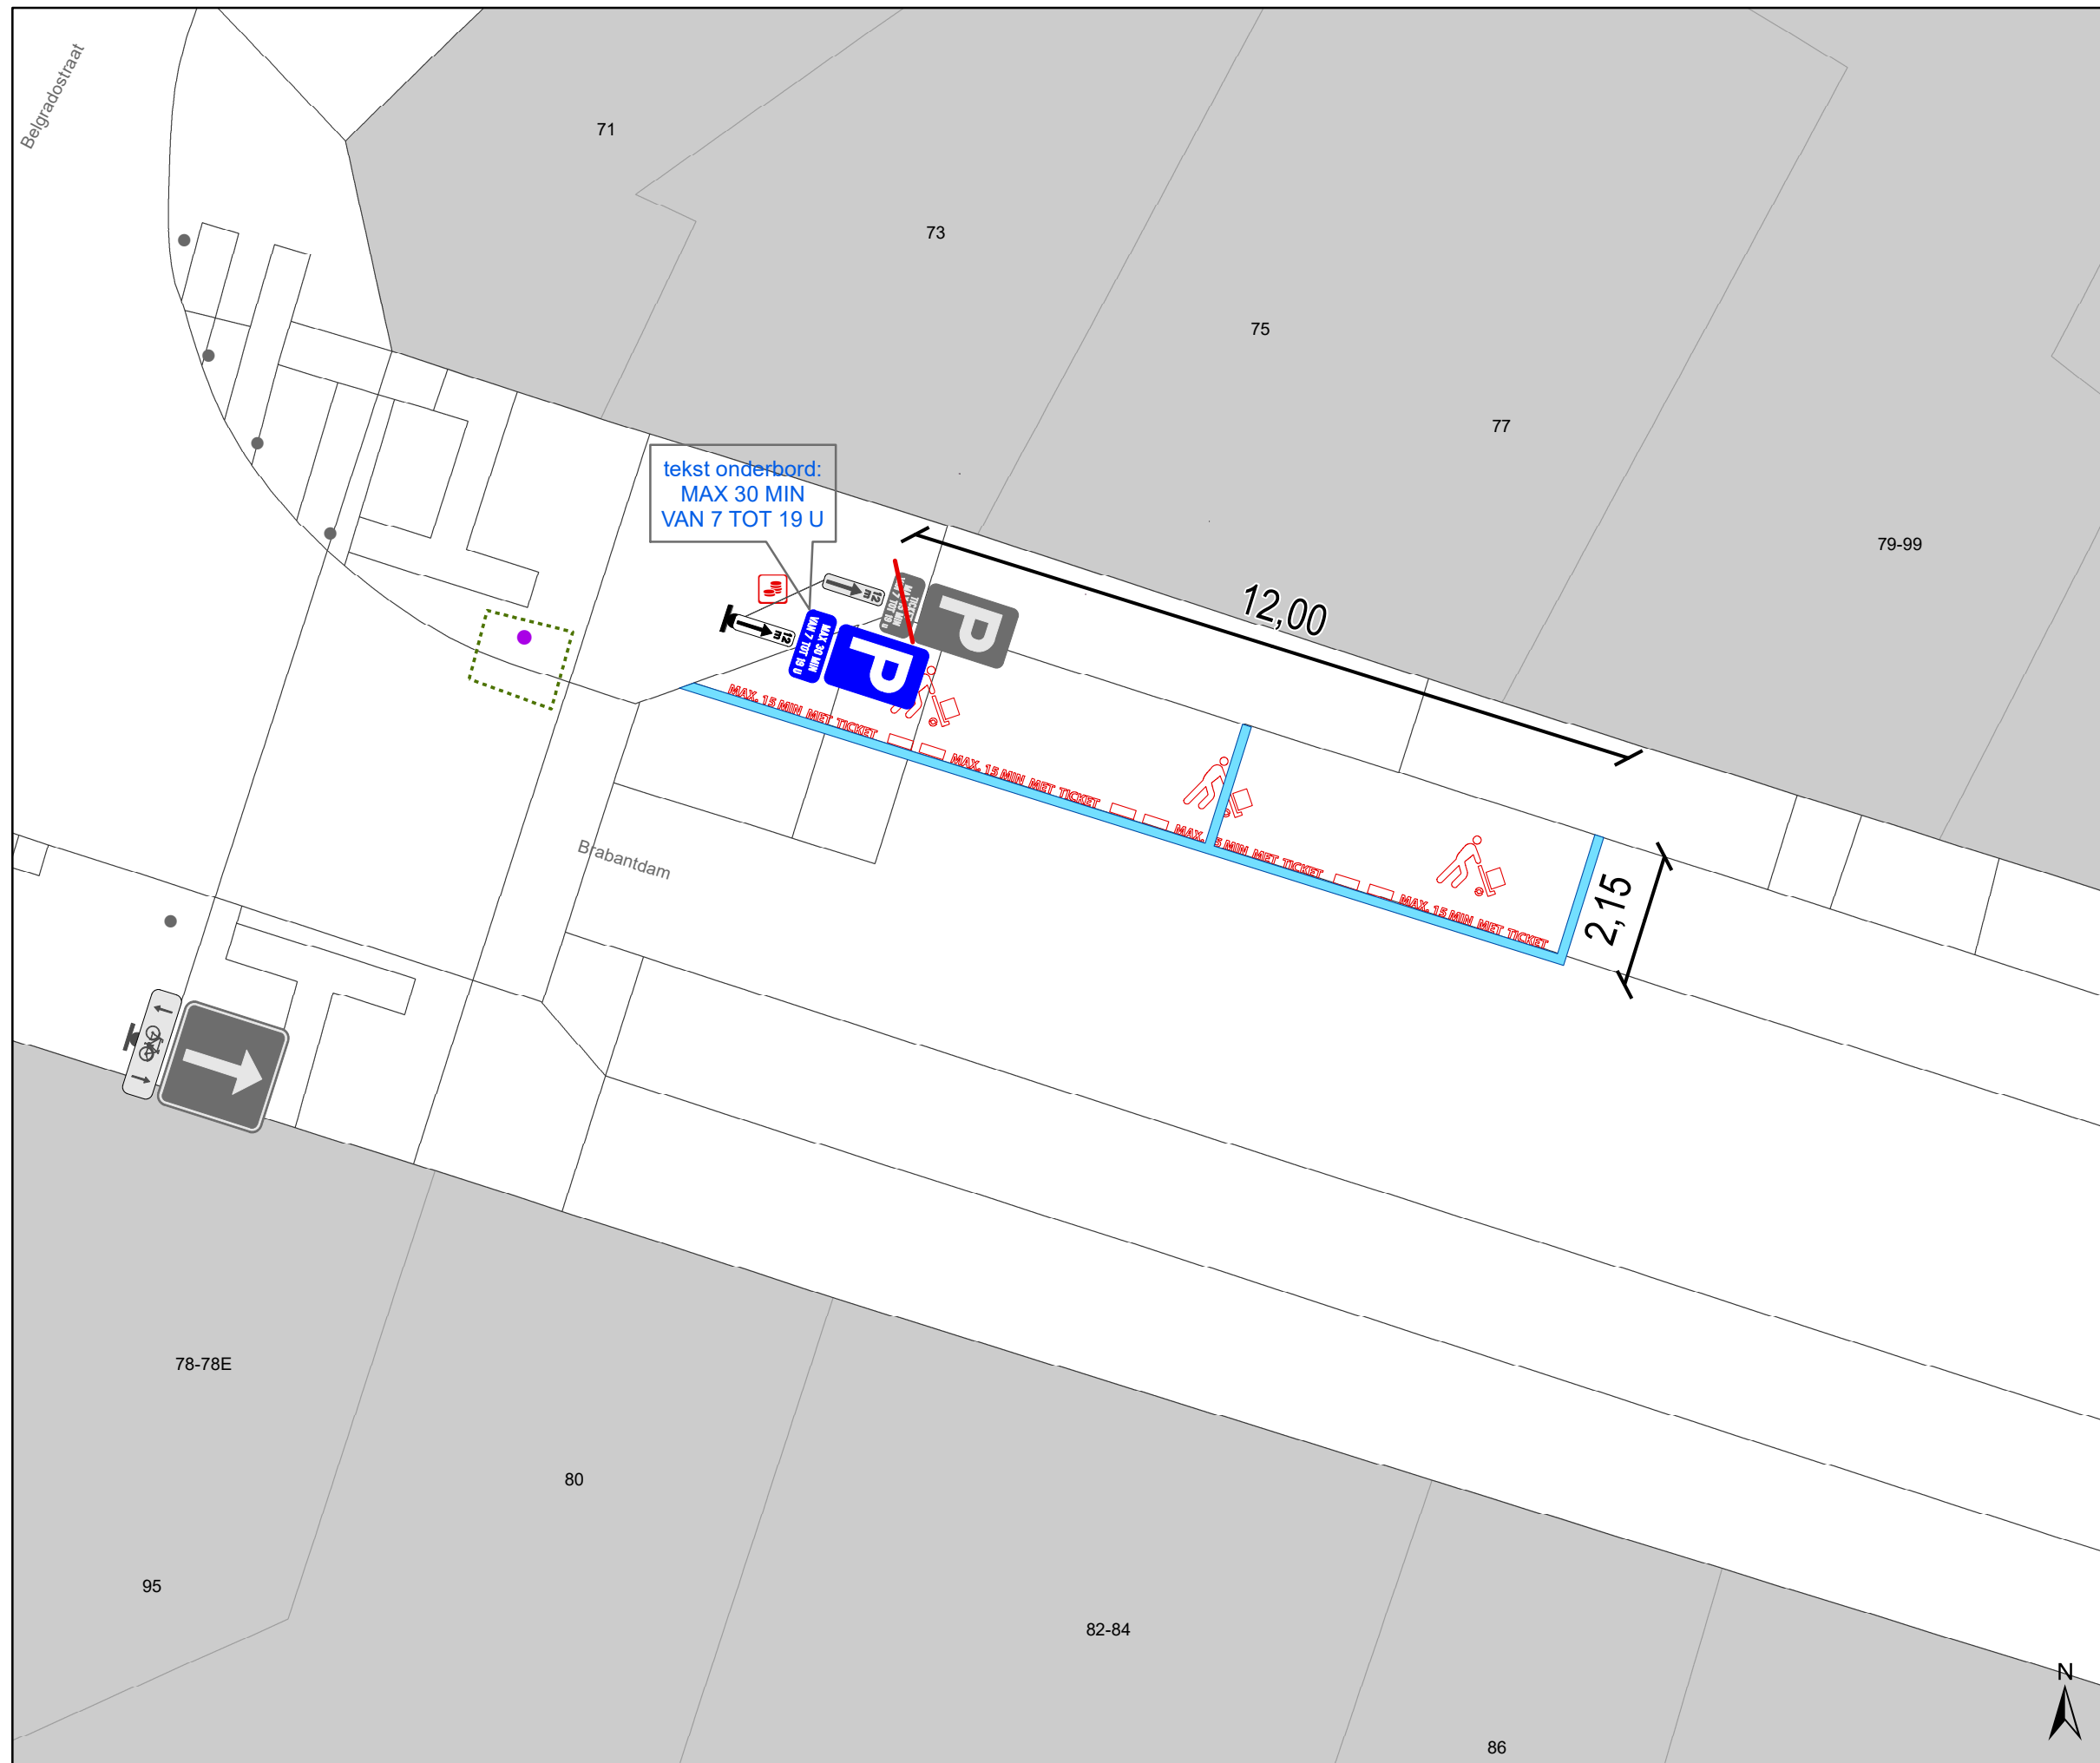 Belgradostraat
71
73
75
77
79-99
tekst onderbord:
MAX 30 MIN
VAN 7 TOT 19 U
12 m
12 m
MAX 30 MIN
VAN 7 TOT 19 U
P
P
12,00
2,15
MAX. 15 MIN MET TICKET
MAX. 15 MIN MET TICKET
MAX. 15 MIN MET TICKET
MAX. 15 MIN MET TICKET
Brabantdam
78-78E
80
95
82-84
86
N